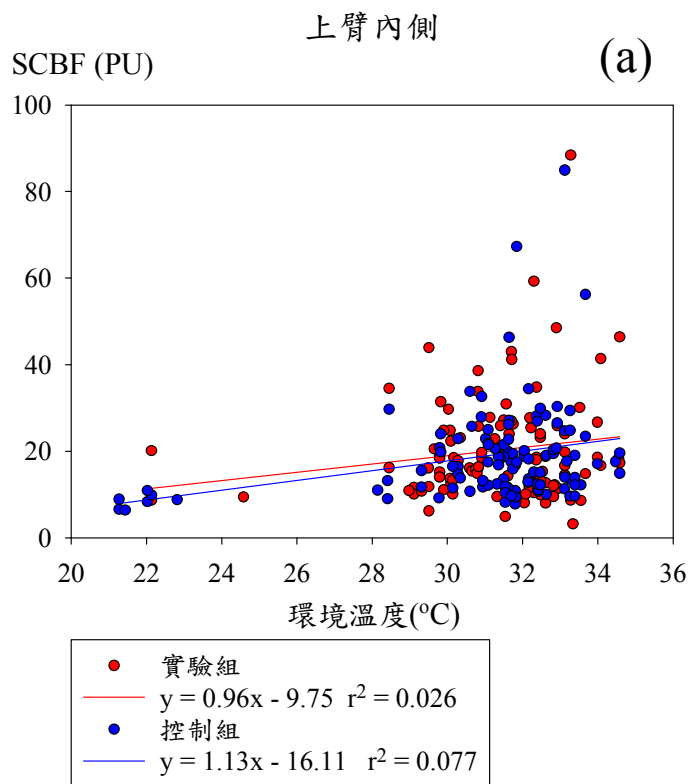 上臂內側
SCBF (PU)
(a)
100
80
60
40
20
0
20 22 24 26 28 30 32 34 36
環境溫度(ºC)
實驗組
y = 0.96x - 9.75 r² = 0.026
控制組
y = 1.13x - 16.11 r² = 0.077